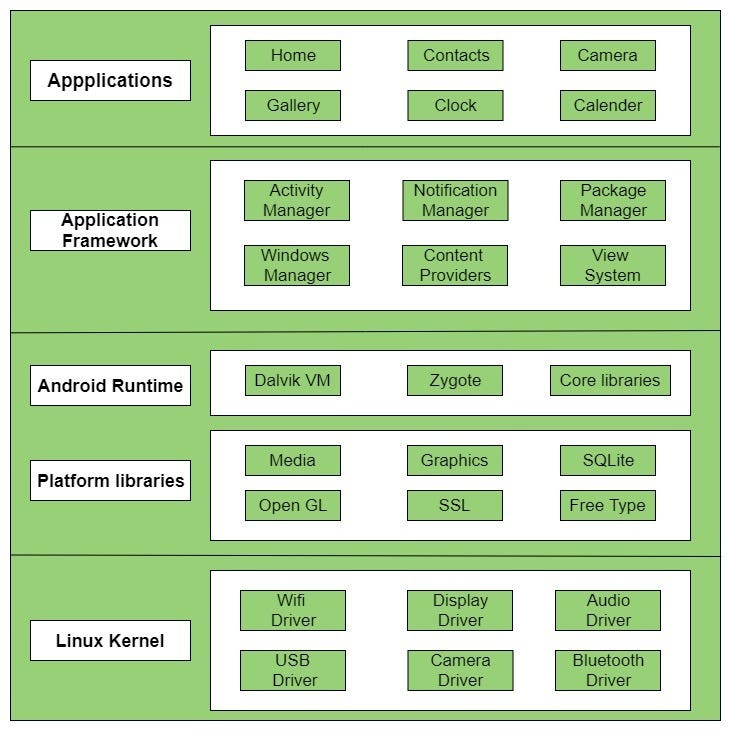 Appplications
Home
Contacts
Camera
Gallery
Clock
Calender
Application
Framework
Activity
Manager
Notification
Manager
Package
Manager
Windows
Manager
Content
Providers
View
System
Android Runtime
Dalvik VM
Zygote
Core libraries
Platform libraries
Media
Graphics
SQLite
Open GL
SSL
Free Type
Linux Kernel
Wifi
Driver
Display
Driver
Audio
Driver
USB
Driver
Camera
Driver
Bluetooth
Driver